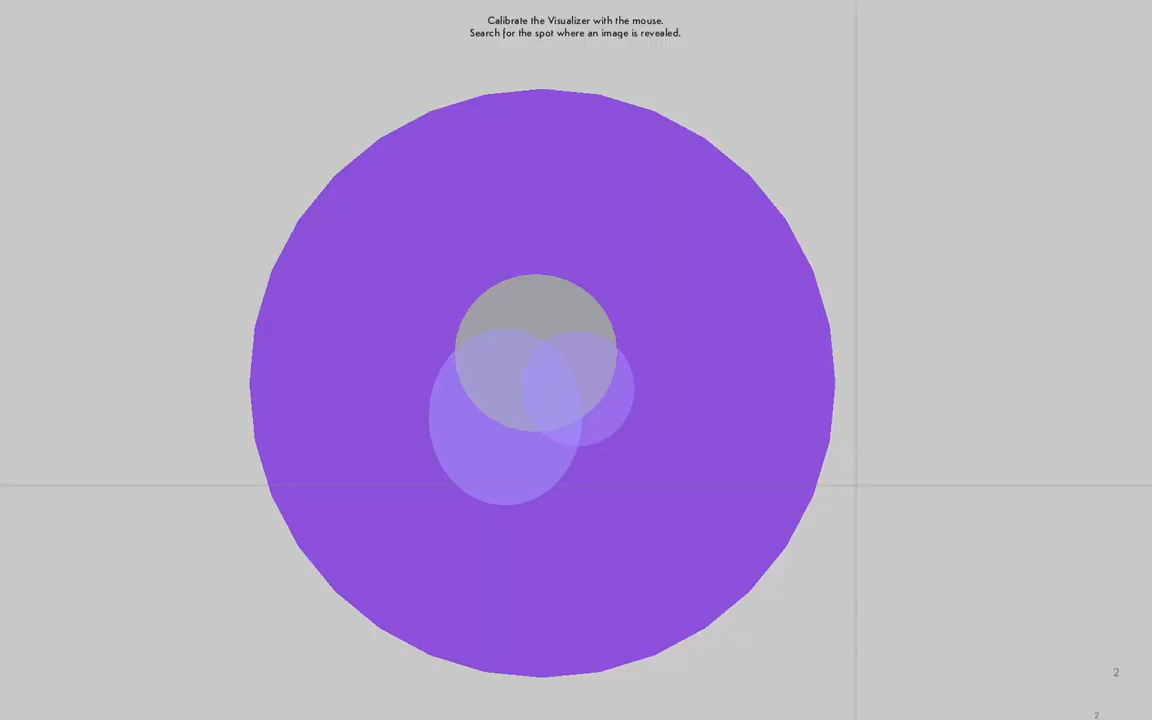 Calibrate the Visualizer with the mouse.
Search for the spot where an image is revealed.
2
2